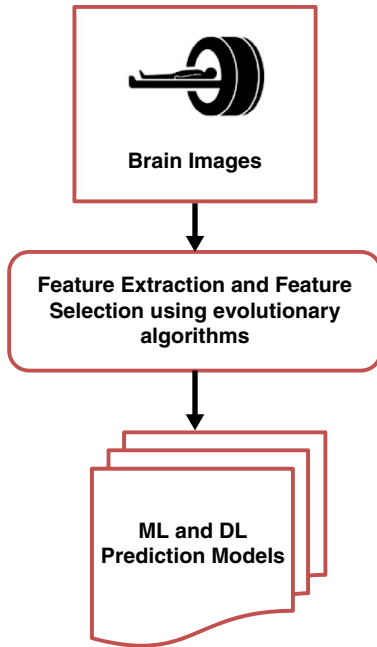 Brain Images
Feature Extraction and Feature
Selection using evolutionary
algorithms
ML and DL
Prediction Models